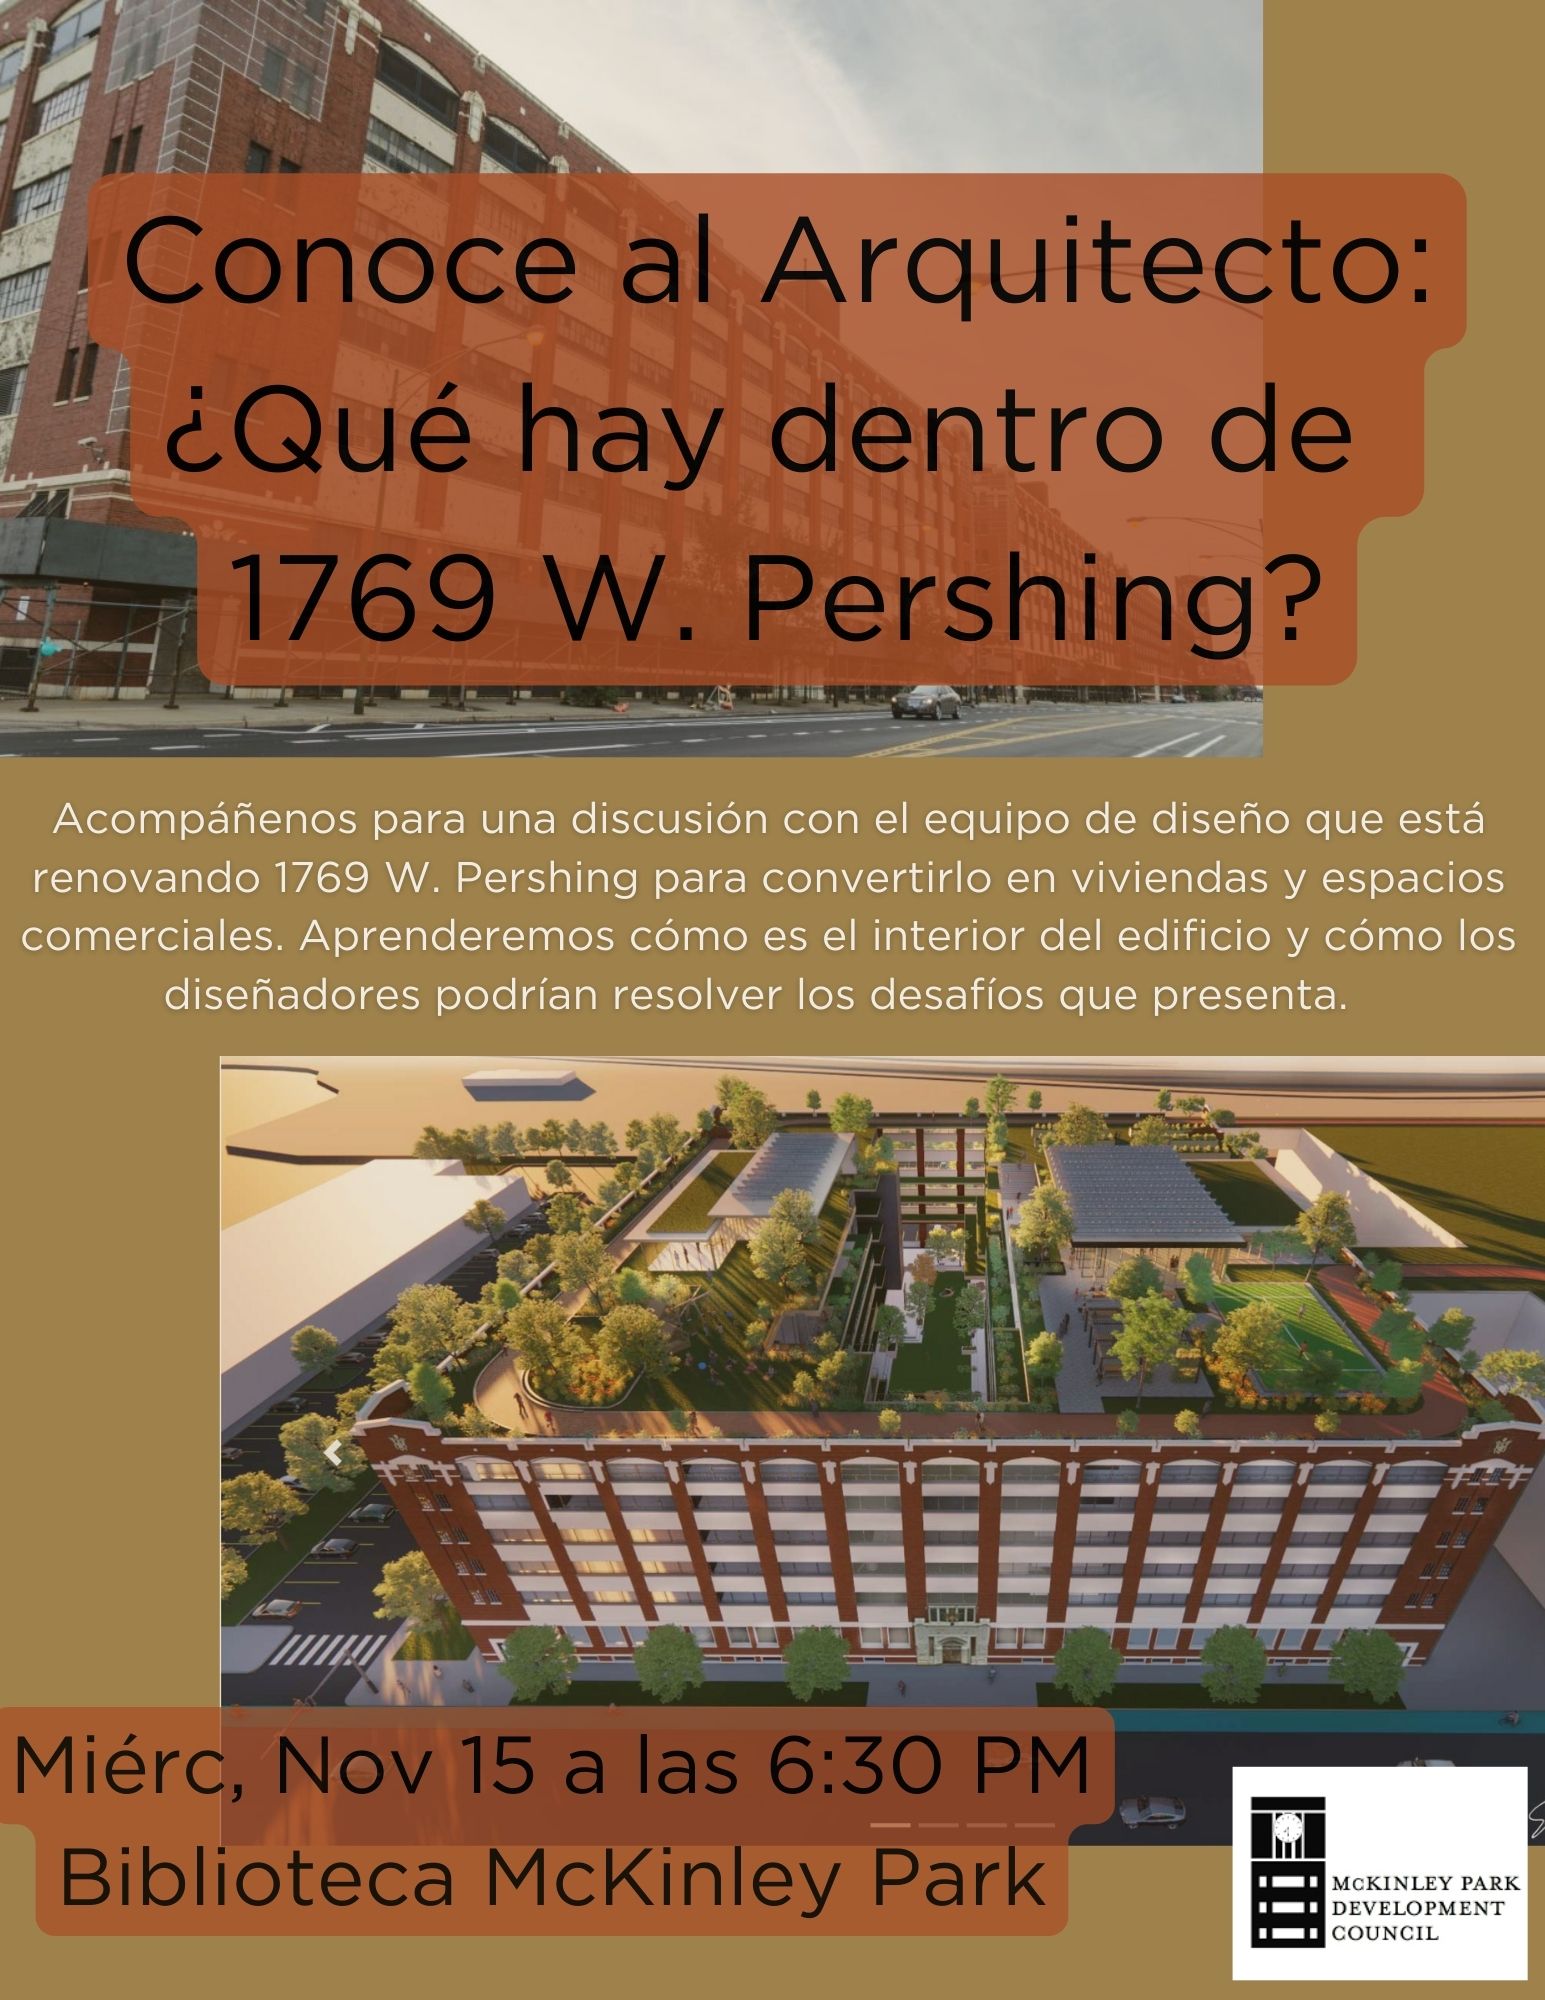 Conoce al Arquitecto:
¿Qué hay dentro de
1769 W. Pershing?
Acompáñenos para una discusión con el equipo de diseño que está
renovando 1769 W. Pershing para convertirlo en viviendas y espacios
comerciales. Aprenderemos cómo es el interior del edificio y cómo los
diseñadores podrían resolver los desafíos que presenta.
Miérc, Nov 15 a las 6:30 PM
Biblioteca McKinley Park
MCKINLEY PARK
DEVELOPMENT
COUNCIL